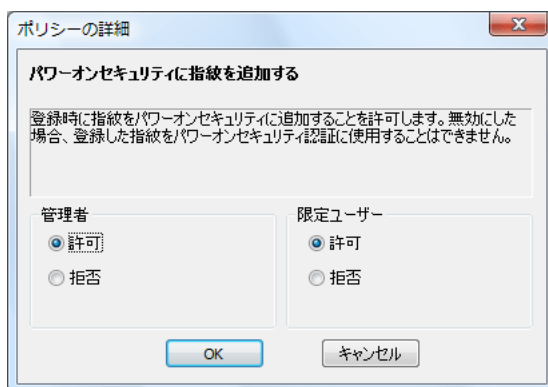 ポリシーの詳細
パワーオンセキュリティに指紋を追加する
登録時に指紋をパワーオンセキュリティに追加することを許可します。無効にした
場合、登録した指紋をパワーオンセキュリティ認証に使用することはできません。
管理者
許可
拒否
限定ユーザー
許可
拒否
OK
キャンセル